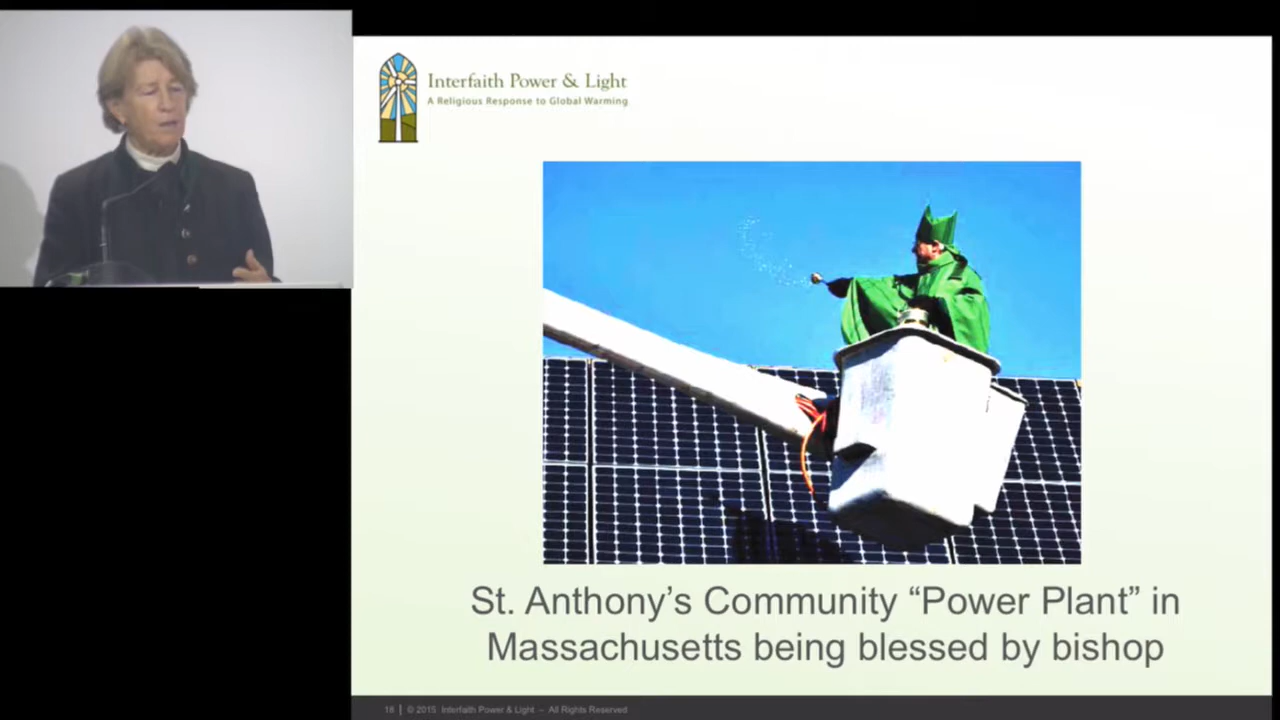 Interfaith Power & Light
A Religious Response to Global Warming
St. Anthony’s Community “Power Plant” in
Massachusetts being blessed by bishop
18 | © 2015 Interfaith Power & Light – All Rights Reserved